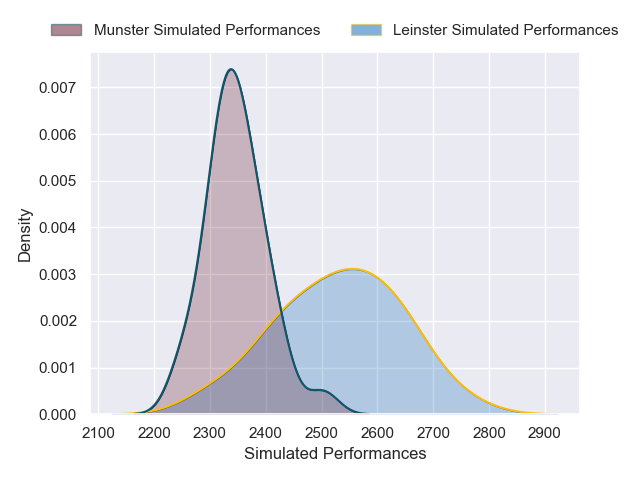 Munster Simulated Performances
Leinster Simulated Performances
Density
0.007
0.006
0.005
0.004
0.003
0.002
0.001
0.000
2100 2200 2300 2400 2500 2600 2700 2800 2900
Simulated Performances